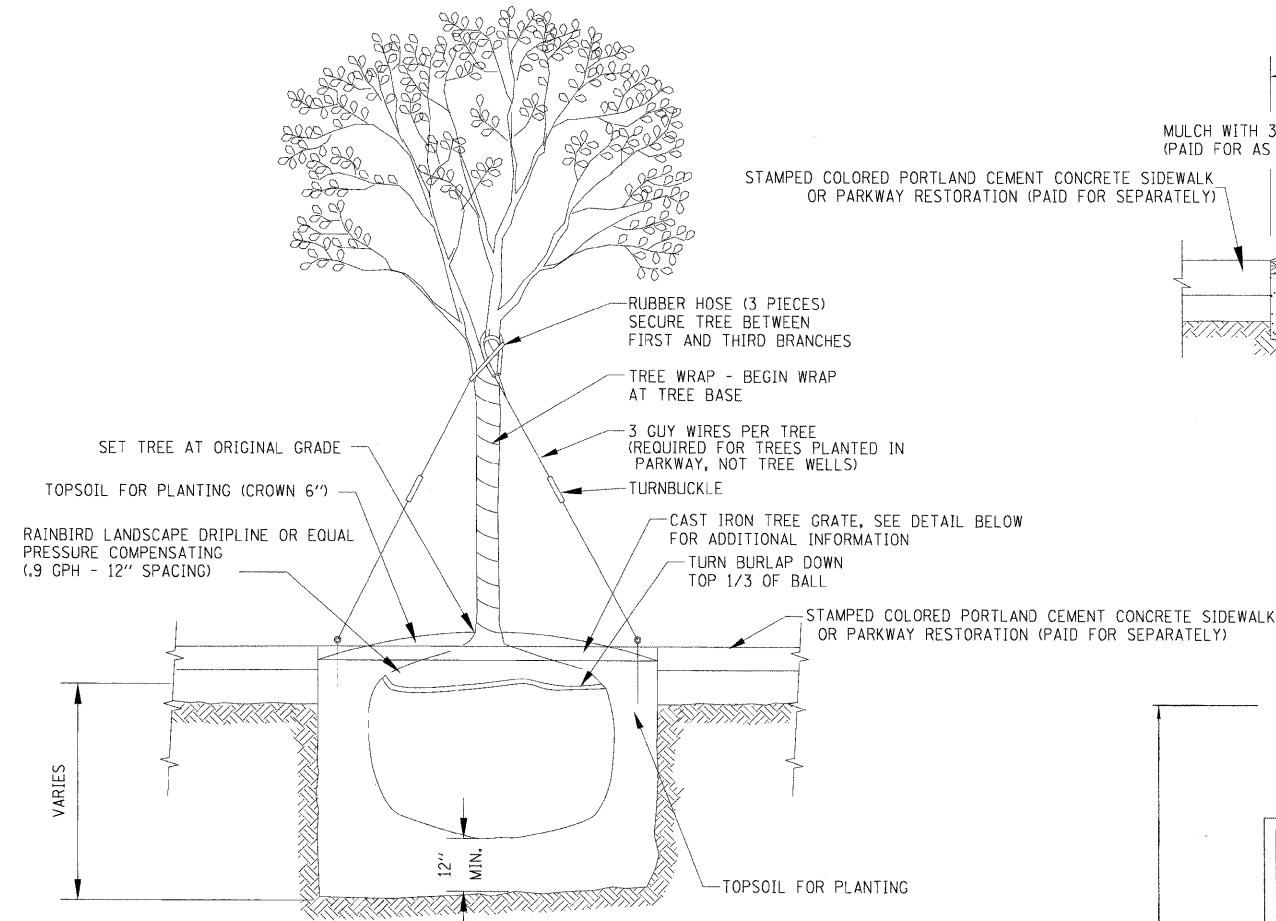 MULCH WITH 3
(PAID FOR AS
STAMPED COLORED PORTLAND CEMENT CONCRETE SIDEWALK
OR PARKWAY RESTORATION (PAID FOR SEPARATELY)
RUBBER HOSE (3 PIECES)
SECURE TREE BETWEEN
FIRST AND THIRD BRANCHES
TREE WRAP - BEGIN WRAP
AT TREE BASE
3 GUY WIRES PER TREE
(REQUIRED FOR TREES PLANTED IN
PARKWAY, NOT TREE WELLS)
TURNBUCKLE
SET TREE AT ORIGINAL GRADE
TOPSOIL FOR PLANTING (CROWN 6")
RAINBIRD LANDSCAPE DRIPLINE OR EQUAL
PRESSURE COMPENSATING
(.9 GPH - 12" SPACING)
CAST IRON TREE GRATE, SEE DETAIL BELOW
FOR ADDITIONAL INFORMATION
TURN BURLAP DOWN
TOP 1/3 OF BALL
STAMPED COLORED PORTLAND CEMENT CONCRETE SIDEWALK
OR PARKWAY RESTORATION (PAID FOR SEPARATELY)
VARIES
12"
MIN.
TOPSOIL FOR PLANTING